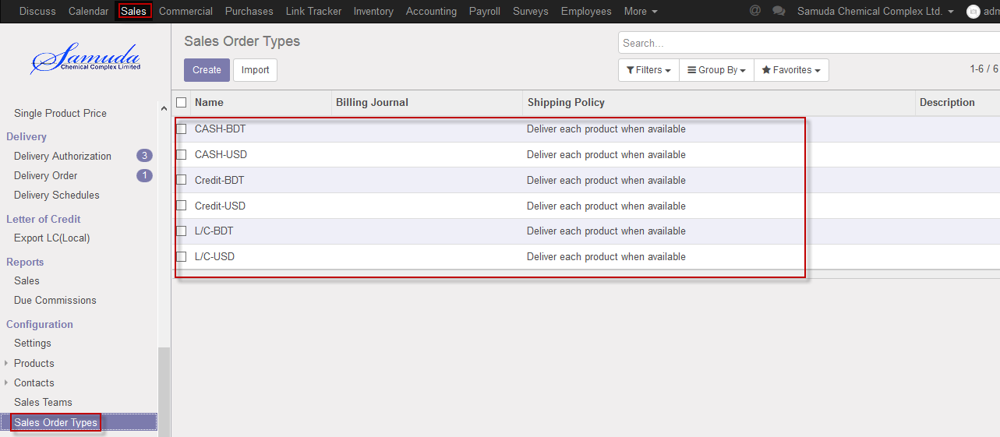 Discuss Calendar Sales Commercial Purchases Link Tracker Inventory Accounting Payroll Surveys Employees More @ Samuda Chemical Complex Ltd. adm
Samuda
Chemical Complex Limited
Single Product Price
Delivery
Delivery Authorization 3
Delivery Order 1
Delivery Schedules
Letter of Credit
Export LC(Local)
Reports
Sales
Due Commissions
Configuration
Settings
Products
Contacts
Sales Teams
Sales Order Types
Sales Order Types
Search...
Create Import Filters Group By Favorites 1-6 / 6
Name Billing Journal Shipping Policy Description
CASH-BDT Deliver each product when available
CASH-USD Deliver each product when available
Credit-BDT Deliver each product when available
Credit-USD Deliver each product when available
L/C-BDT Deliver each product when available
L/C-USD Deliver each product when available